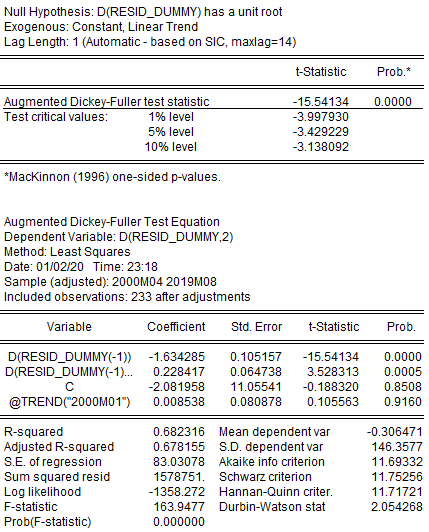 Null Hypothesis: D(RESID_DUMMY) has a unit root
Exogenous: Constant, Linear Trend
Lag Length: 1 (Automatic - based on SIC, maxlag=14)
t-Statistic Prob.*
Augmented Dickey-Fuller test statistic -15.54134 0.0000
Test critical values: 1% level -3.997930
5% level -3.429229
10% level -3.138092
*MacKinnon (1996) one-sided p-values.
Augmented Dickey-Fuller Test Equation
Dependent Variable: D(RESID_DUMMY,2)
Method: Least Squares
Date: 01/02/20 Time: 23:18
Sample (adjusted): 2000M04 2019M08
Included observations: 233 after adjustments
Variable Coefficient Std. Error t-Statistic Prob.
D(RESID_DUMMY(-1)) -1.634285 0.105157 -15.54134 0.0000
D(RESID_DUMMY(-1)... 0.228417 0.064738 3.528313 0.0005
C -2.081958 11.05541 -0.188320 0.8508
@TREND("2000M01") 0.008538 0.080878 0.105563 0.9160
R-squared 0.682316 Mean dependent var -0.306471
Adjusted R-squared 0.678155 S.D. dependent var 146.3577
S.E. of regression 83.03078 Akaike info criterion 11.69332
Sum squared resid 1578751. Schwarz criterion 11.75256
Log likelihood -1358.272 Hannan-Quinn criter. 11.71721
F-statistic 163.9477 Durbin-Watson stat 2.054268
Prob(F-statistic) 0.000000